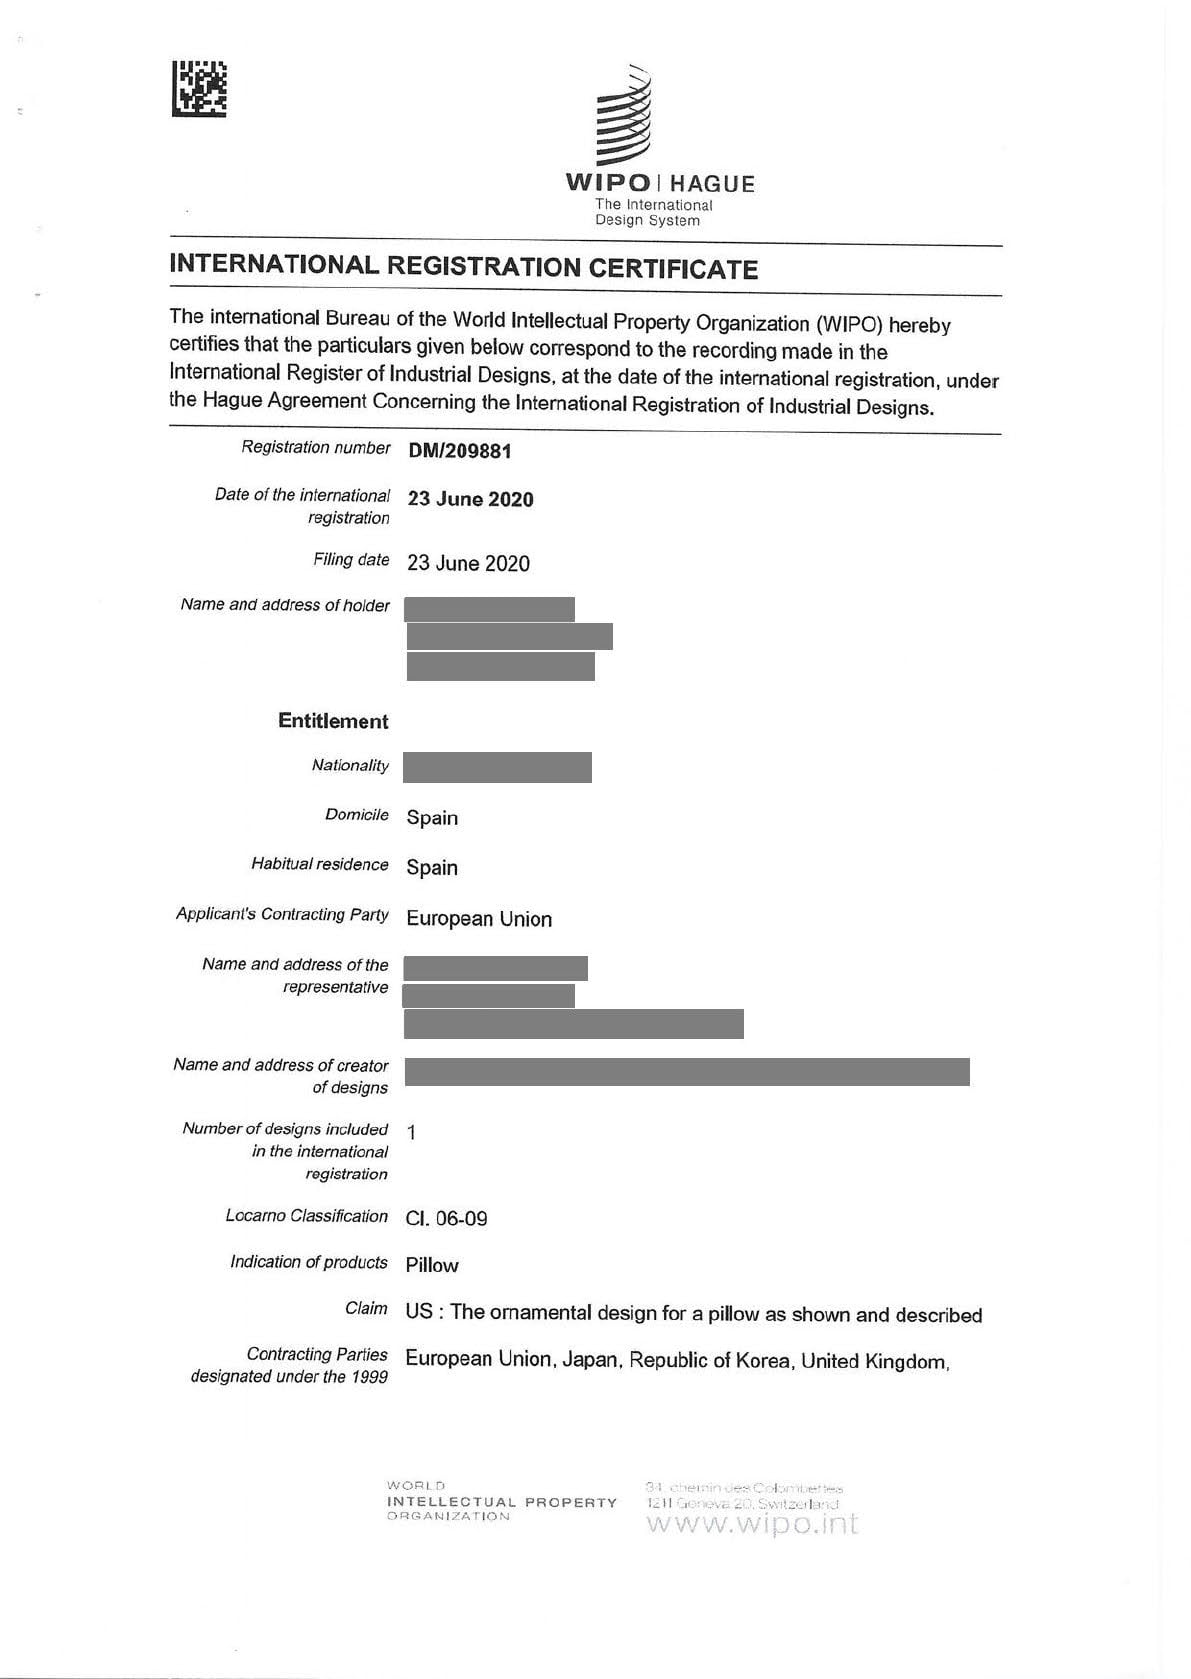 WIPO | HAGUE
The International
Design System
INTERNATIONAL REGISTRATION CERTIFICATE
The international Bureau of the World Intellectual Property Organization (WIPO) hereby
certifies that the particulars given below correspond to the recording made in the
International Register of Industrial Designs, at the date of the international registration, under
the Hague Agreement Concerning the International Registration of Industrial Designs.
Registration number DM/209881
Date of the international 23 June 2020
registration
Filing date 23 June 2020
Name and address of holder
Entitlement
Nationality
Domicile Spain
Habitual residence Spain
Applicant's Contracting Party European Union
Name and address of the
representative
Name and address of creator
of designs
Number of designs included 1
in the international
registration
Locarno Classification Cl. 06-09
Indication of products Pillow
Claim US : The ornamental design for a pillow as shown and described
Contracting Parties European Union, Japan, Republic of Korea, United Kingdom,
designated under the 1999
WORLD
INTELLECTUAL PROPERTY
ORGANIZATION
34, chemin des Colombettes
1211 Geneva 20, Switzerland
www.wipo.int